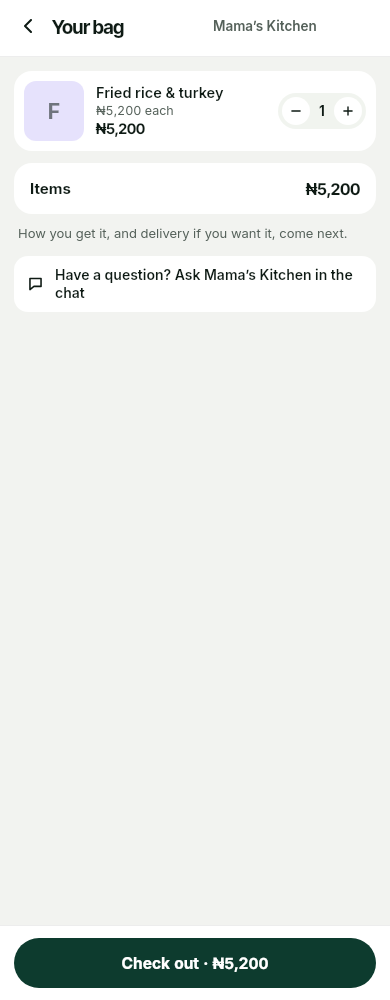 Your bag
Mama’s Kitchen
F
Fried rice & turkey
₦5,200 each
₦5,200
1
Items
₦5,200
How you get it, and delivery if you want it, come next.
Have a question? Ask Mama’s Kitchen in the
chat
Check out · ₦5,200